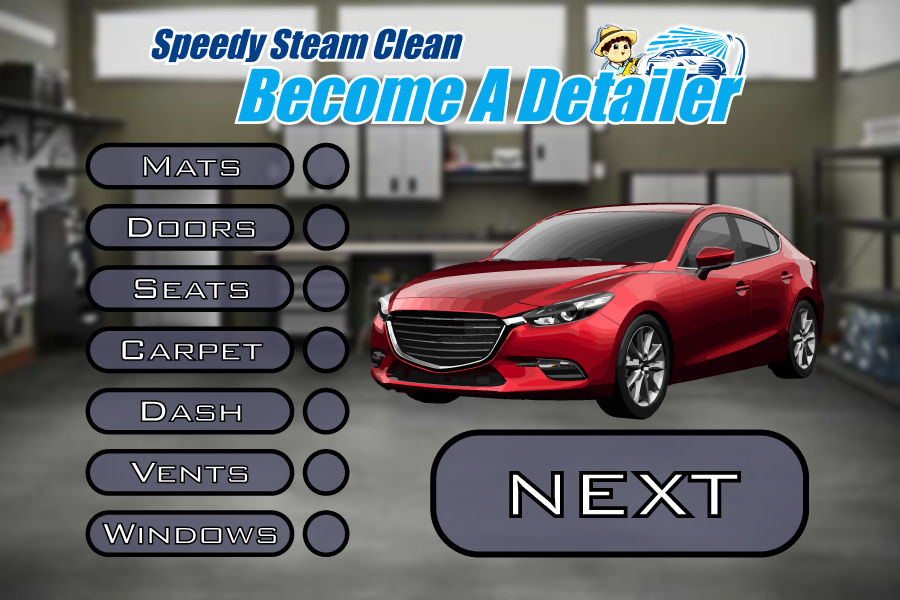 Speedy Steam Clean
Become A Detailer
MATS
DOORS
SEATS
CARPET
DASH
VENTS
WINDOWS
NEXT